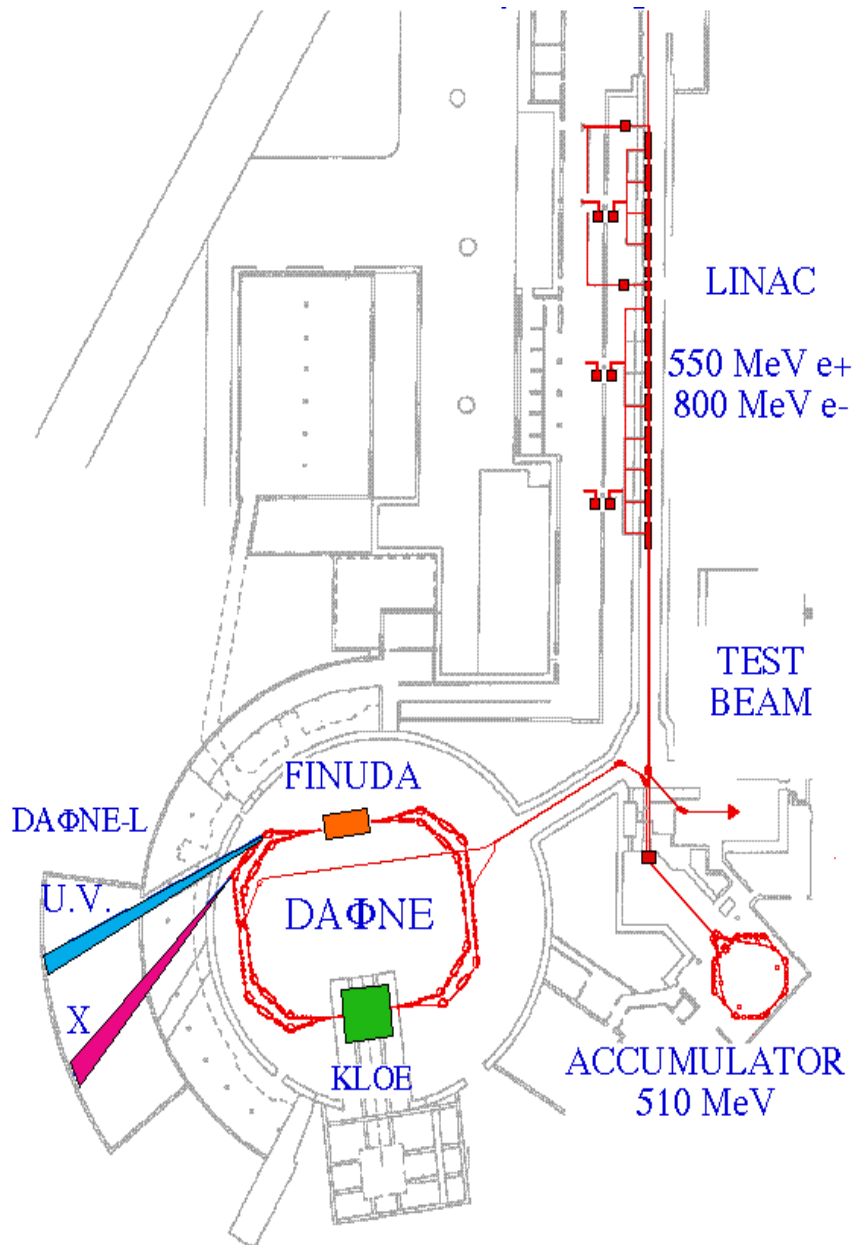 LINAC
550 MeV e+
800 MeV e-
TEST
BEAM
FINUDA
DAΦNE-L
U.V.
DAΦNE
X
KLOE
ACCUMULATOR
510 MeV